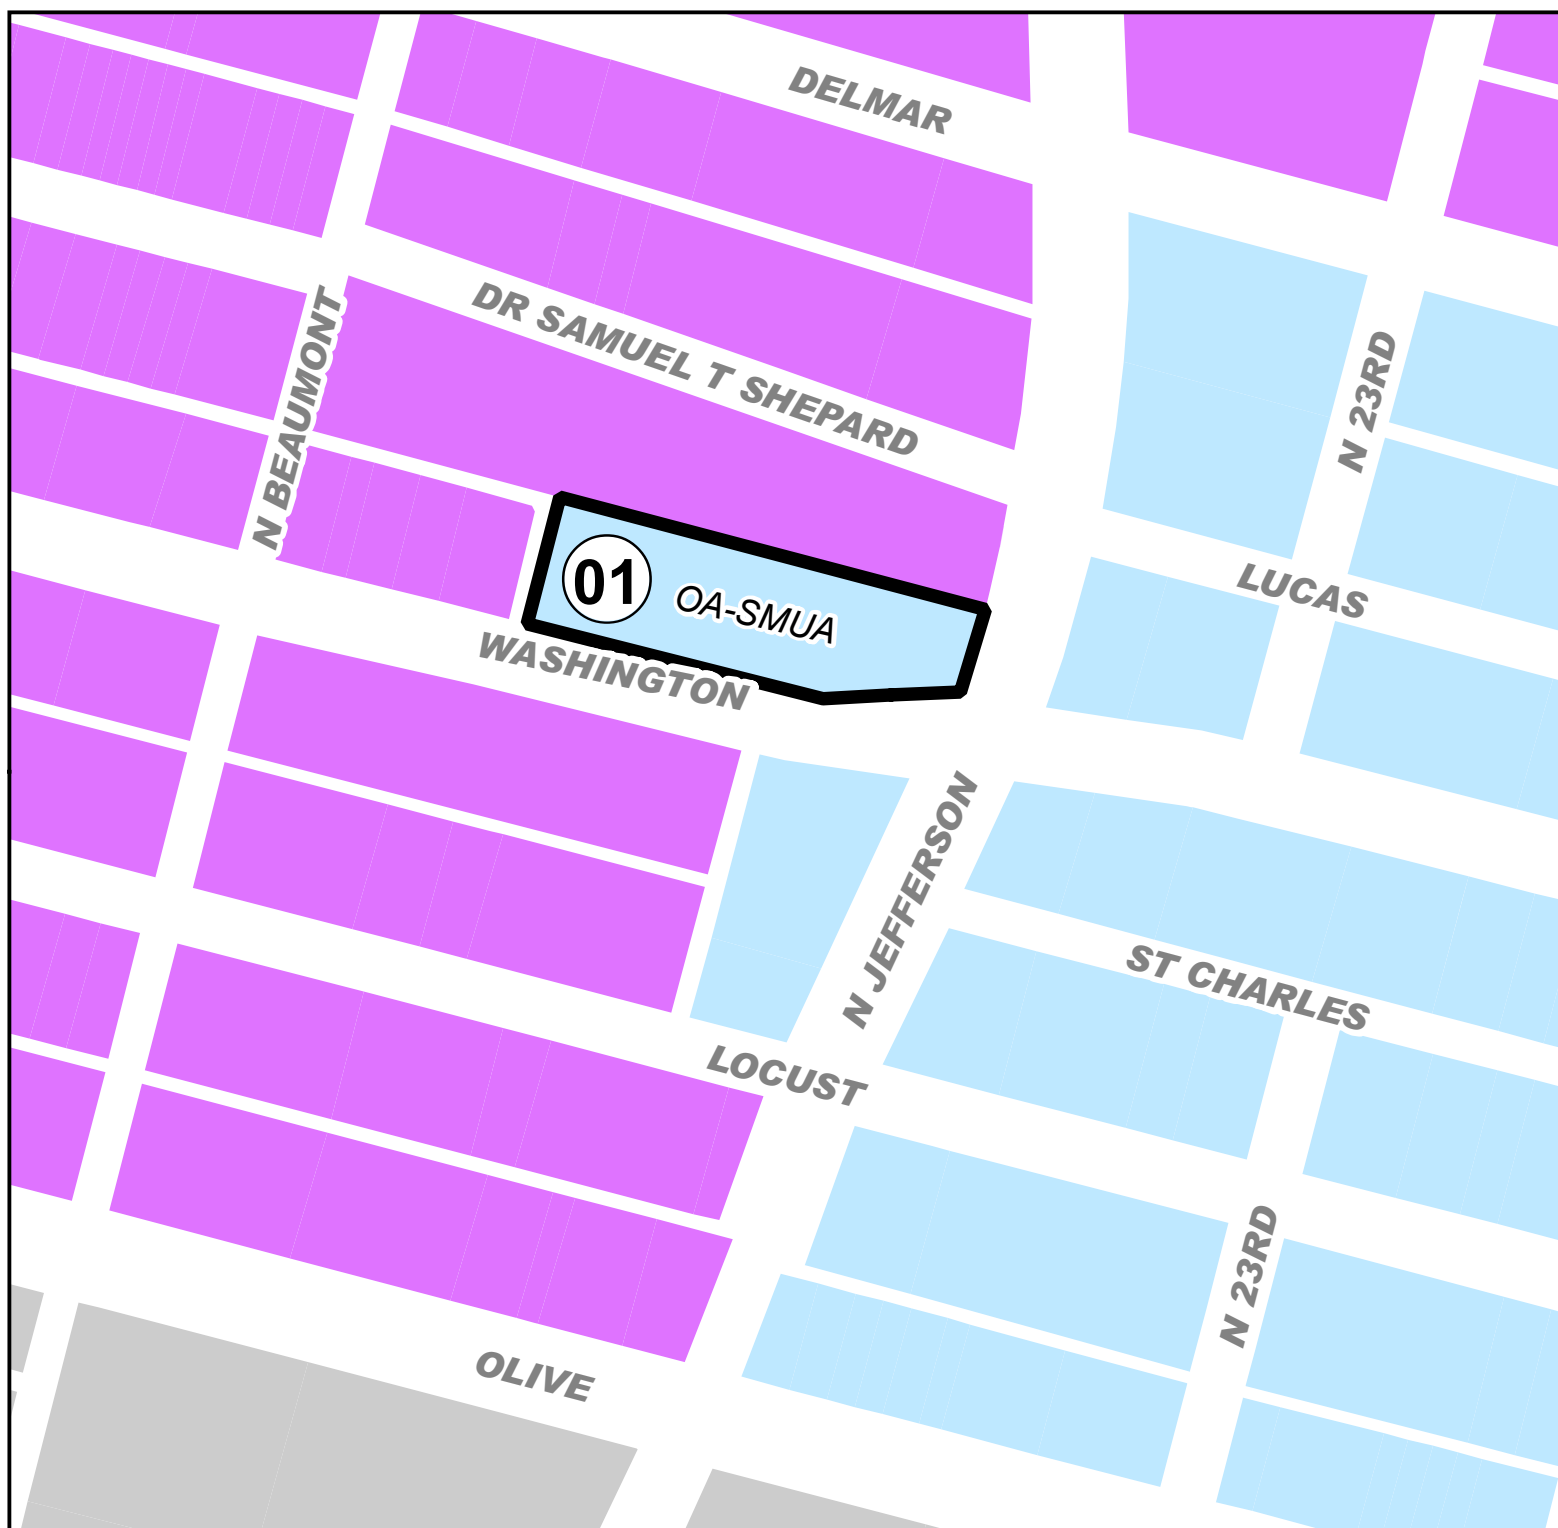 DELMAR
DR SAMUEL T SHEPARD
N BEAUMONT
N 23RD
01
OA-SMUA
LUCAS
WASHINGTON
N JEFFERSON
ST CHARLES
LOCUST
N 23RD
OLIVE